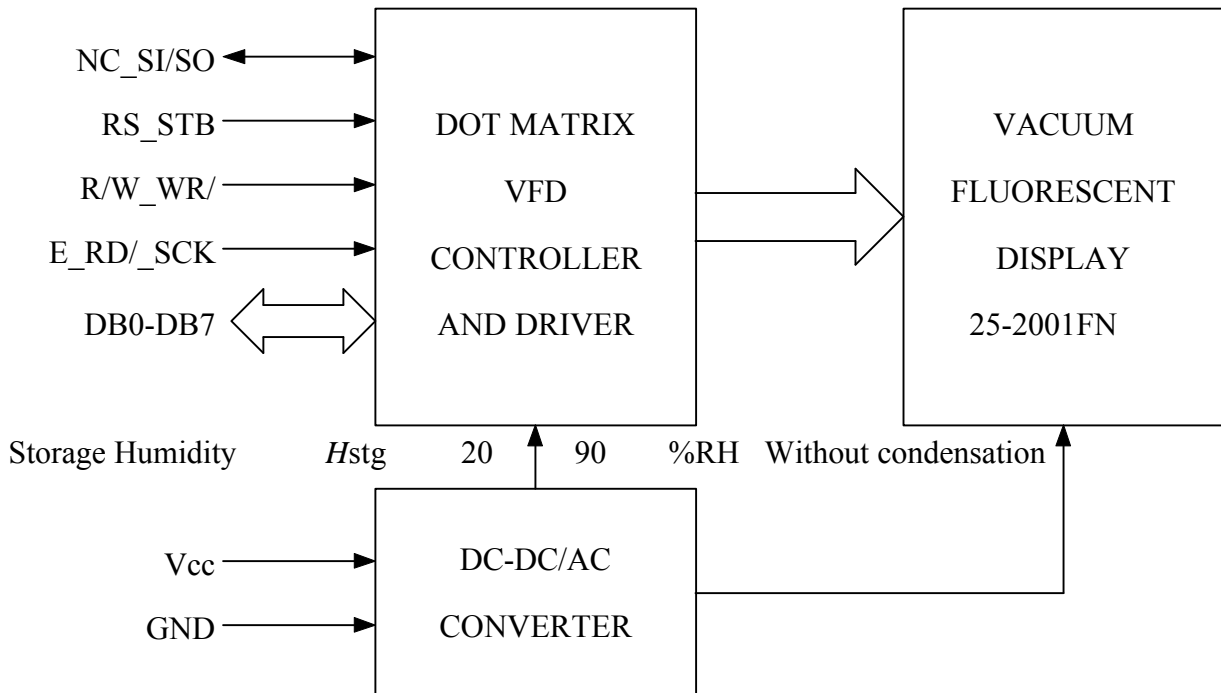 NC_SI/SO
RS_STB
R/W_WR/
E_RD/_SCK
DB0-DB7
DOT MATRIX
VFD
CONTROLLER
AND DRIVER
VACUUM
FLUORESCENT
DISPLAY
25-2001FN
Storage Humidity Hstg 20 90 %RH Without condensation
Vcc
GND
DC-DC/AC
CONVERTER